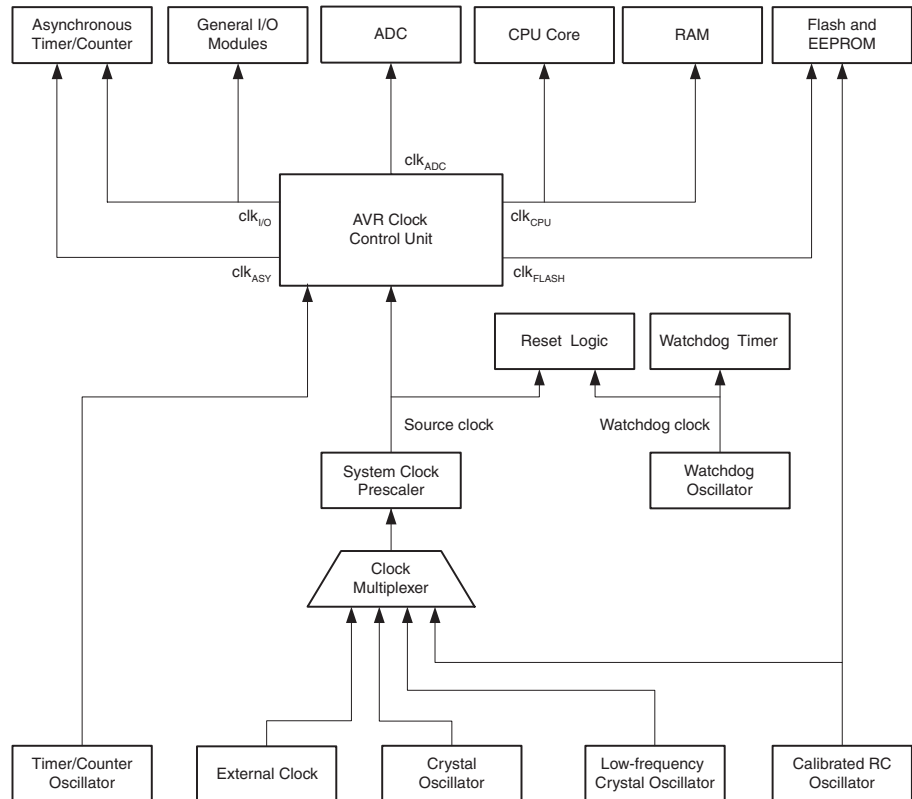 Asynchronous
Timer/Counter
General I/O
Modules
ADC
CPU Core
RAM
Flash and
EEPROM
clkADC
clkI/O
AVR Clock
Control Unit
clkCPU
clkASY
clkFLASH
Reset Logic
Watchdog Timer
Source clock
Watchdog clock
System Clock
Prescaler
Watchdog
Oscillator
Clock
Multiplexer
Timer/Counter
Oscillator
External Clock
Crystal
Oscillator
Low-frequency
Crystal Oscillator
Calibrated RC
Oscillator